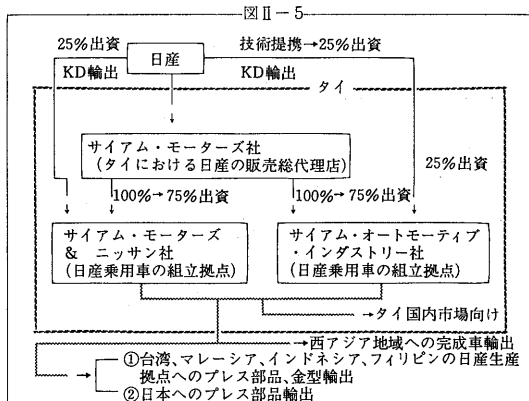 図Ⅱ－5
25%出資
日産
技術提携→25%出資
KD輸出
KD輸出
タイ
サイアム・モーターズ社
(タイにおける日産の販売総代理店)
25%出資
100%→75%出資
100%→75%出資
サイアム・モーターズ
& ニッサン社
(日産乗用車の組立拠点)
サイアム・オートモーティブ
・インダストリー社
(日産乗用車の組立拠点)
→タイ国内市場向け
→西アジア地域への完成車輸出
①台湾、マレーシア、インドネシア、フィリピンの日産生産
拠点へのプレス部品、金型輸出
②日本へのプレス部品輸出